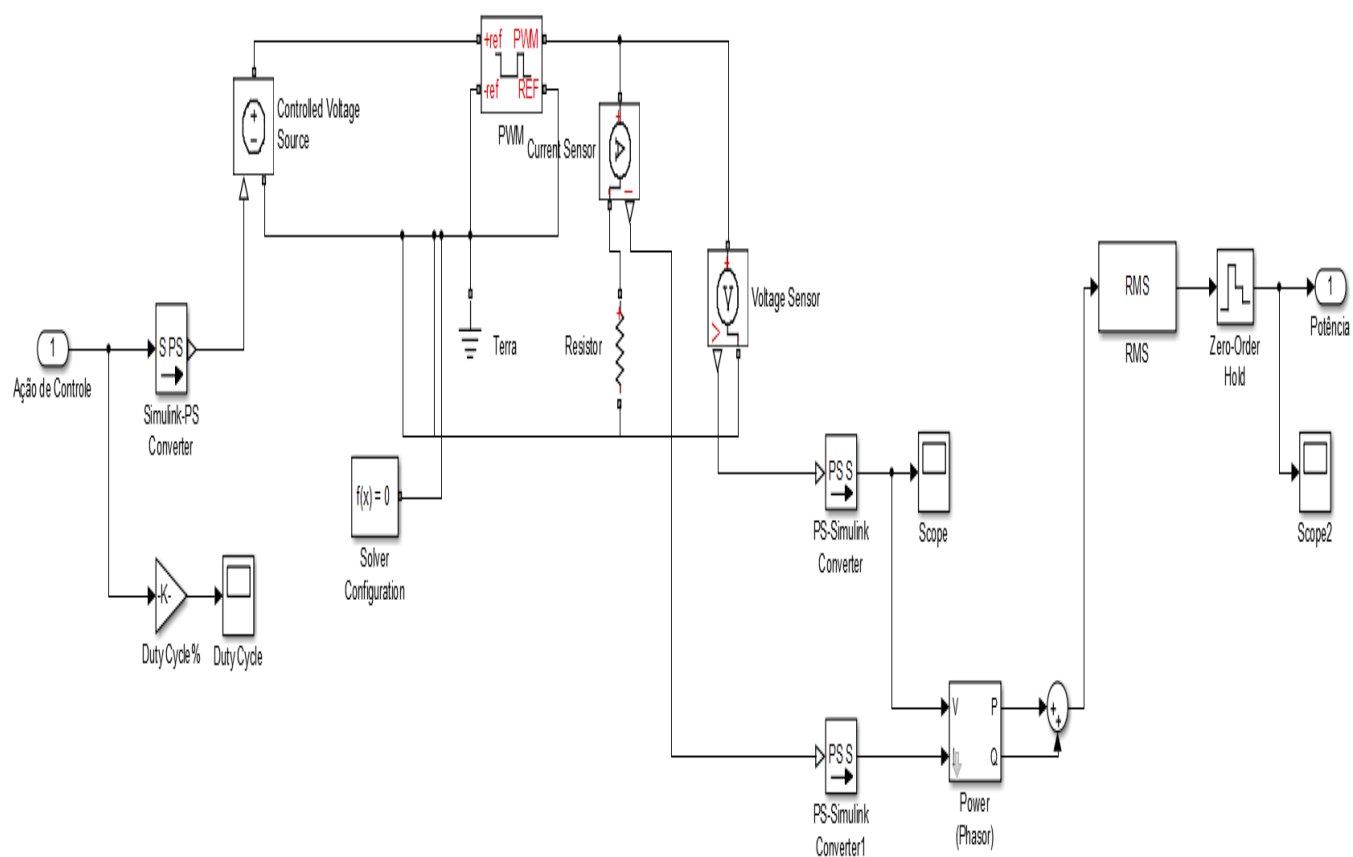 +ref PWM
-ref REF
PWM
Controlled Voltage
Source
+
−
Current Sensor
+
A
−
+
V
V
−
Voltage Sensor
1
Ação de Controle
S PS
Simulink-PS
Converter
Terra
Resistor
+
-
RMS
RMS
Zero-Order
Hold
1
Potência
f(x) = 0
Solver
Configuration
PS S
PS-Simulink
Converter
Scope
Scope2
-K-
Duty Cycle%
Duty Cycle
V P
I Q
Power
(Phasor)
+
+
PS S
PS-Simulink
Converter1